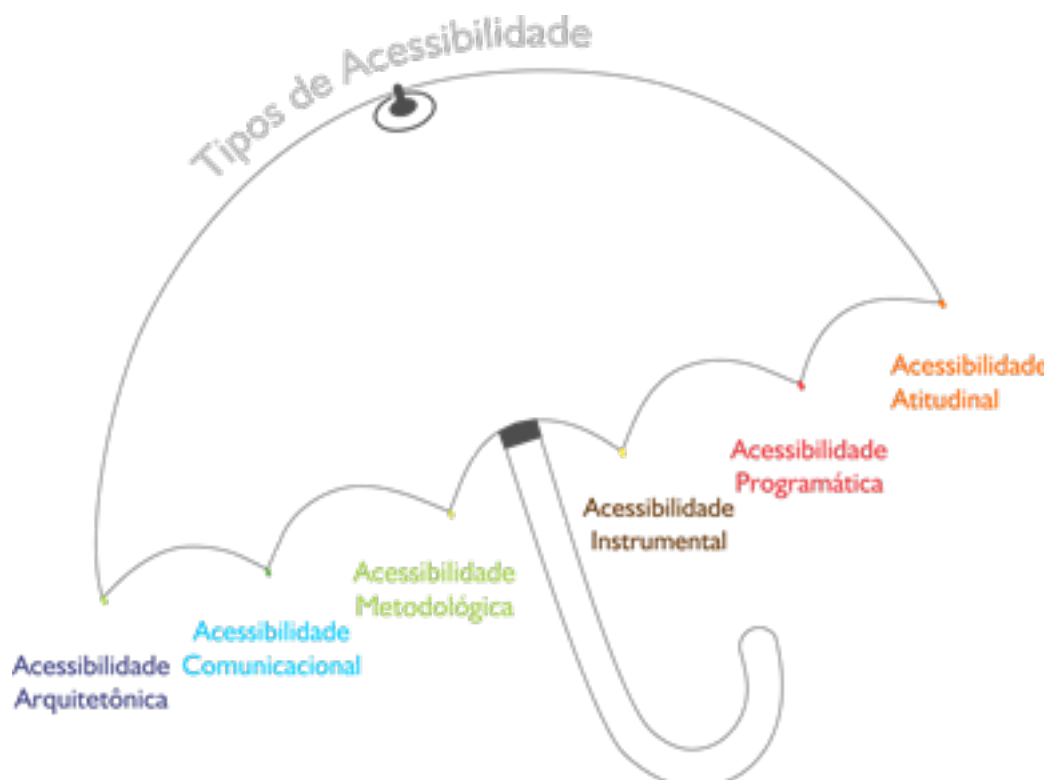 Tipos de Acessibilidade
Acessibilidade
Arquitetônica
Acessibilidade
Comunicacional
Acessibilidade
Metodológica
Acessibilidade
Instrumental
Acessibilidade
Programática
Acessibilidade
Atitudinal